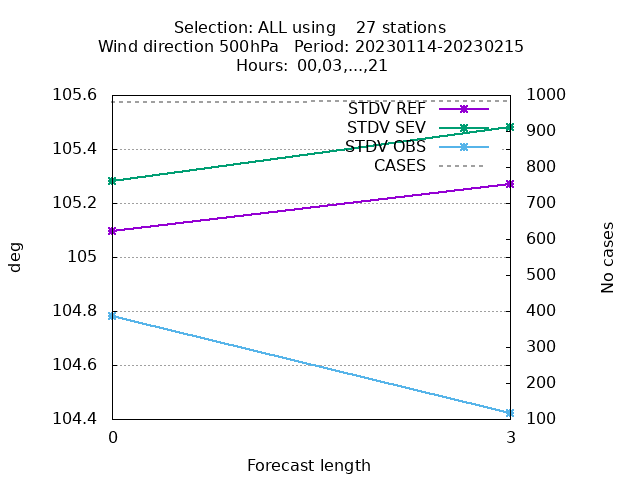 Selection: ALL using    27 stations
Wind direction 500hPa   Period: 20230114-20230215
Hours: 00,03,...,21
105.6
105.4
105.2
105
104.8
104.6
104.4
1000
900
800
700
600
500
400
300
200
100
STDV REF
STDV SEV
STDV OBS
CASES
deg
No cases
0
3
Forecast length